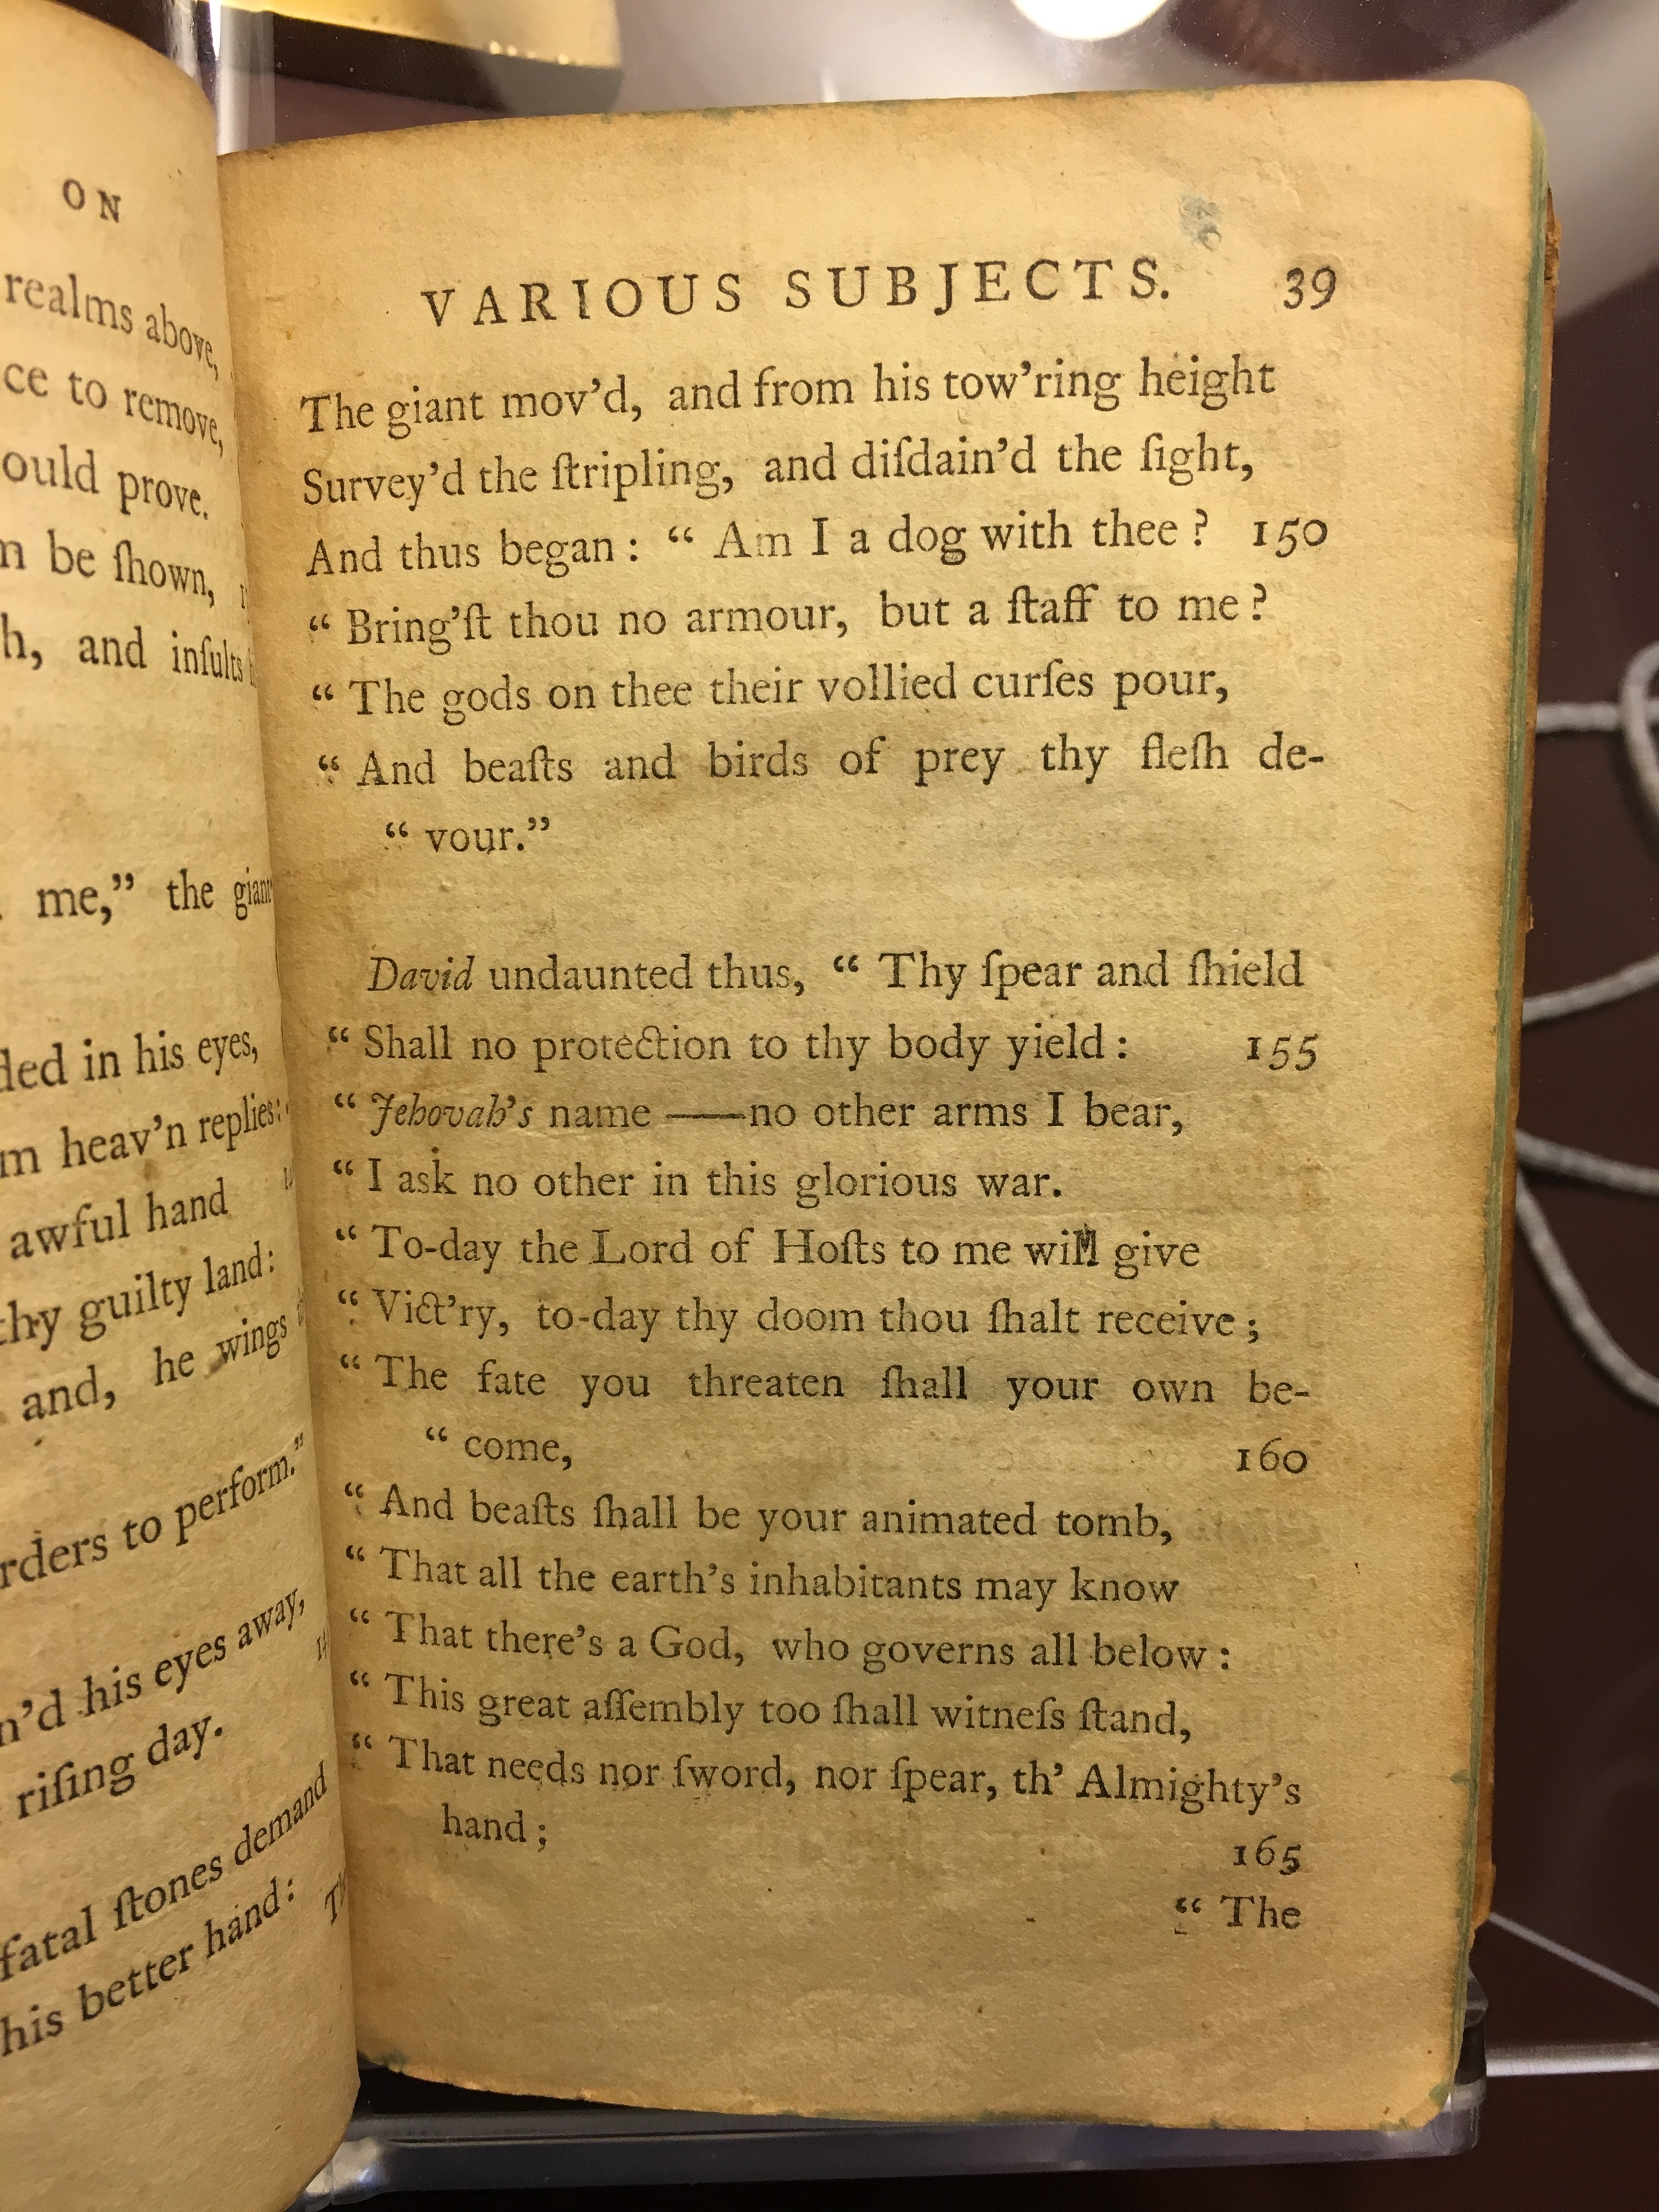 ON
realms above,
ce to remove,
ould prove.
n be ſhown,
h, and inſults
me,” the giant
ded in his eyes,
m heav’n replies:
awful hand
thy guilty land:
and, he wings
rders to perform.”
n’d his eyes away,
riſing day.
fatal ſtones demand
his better hand:
VARIOUS SUBJECTS. 39
The giant mov’d, and from his tow’ring height
Survey’d the ſtripling, and diſdain’d the ſight,
And thus began: “ Am I a dog with thee? 150
“ Bring’ſt thou no armour, but a ſtaff to me?
“ The gods on thee their vollied curſes pour,
“ And beaſts and birds of prey thy fleſh de-
“ vour.”
David undaunted thus, “ Thy ſpear and ſhield
“ Shall no protection to thy body yield: 155
“ Jehovah’s name ——no other arms I bear,
“ I ask no other in this glorious war.
“ To-day the Lord of Hoſts to me will give
“ Vict’ry, to-day thy doom thou ſhalt receive;
“ The fate you threaten ſhall your own be-
“ come, 160
“ And beaſts ſhall be your animated tomb,
“ That all the earth’s inhabitants may know
“ That there’s a God, who governs all below:
“ This great aſſembly too ſhall witneſs ſtand,
“ That needs nor ſword, nor ſpear, th’ Almighty’s
hand; 165
“ The